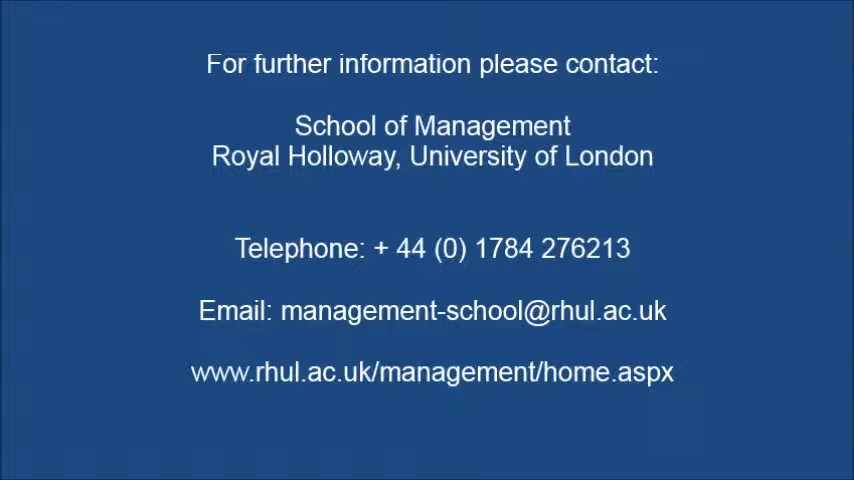 For further information please contact:
School of Management
Royal Holloway, University of London
Telephone: + 44 (0) 1784 276213
Email: management-school@rhul.ac.uk
www.rhul.ac.uk/management/home.aspx